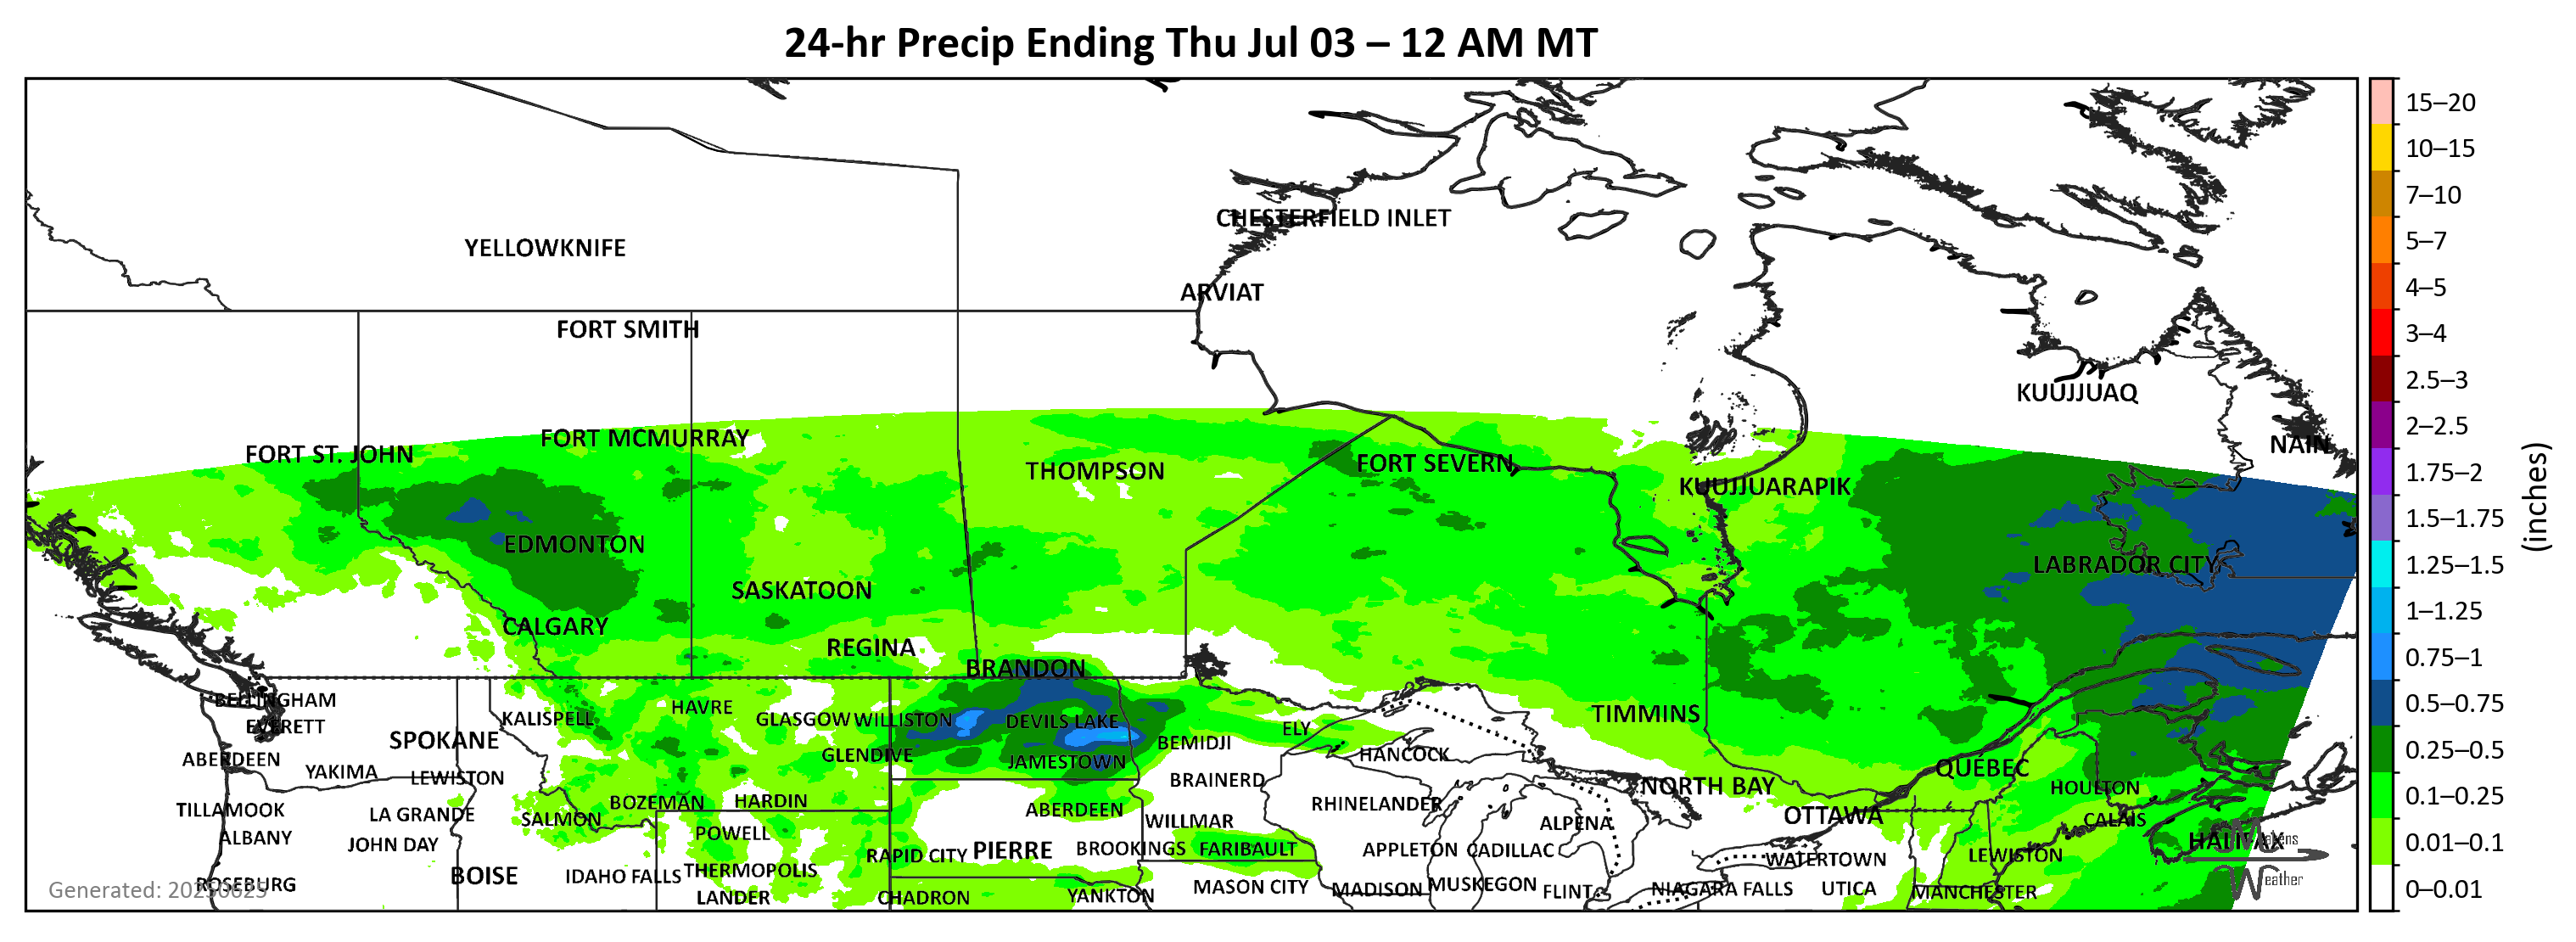 24-hr Precip Ending Thu Jul 03 – 12 AM MT
15–20
10–15
CHESTERFIELD INLET
7–10
YELLOWKNIFE
5–7
ARVIAT
4–5
FORT SMITH
3–4
2.5–3
KUUJJUAQ
2–2.5
FORT MCMURRAY
NAIN
FORT ST. JOHN
FORT SEVERN
THOMPSON
1.75–2
KUUJJUARAPIK
(inches)
1.5–1.75
EDMONTON
LABRADOR CITY
1.25–1.5
SASKATOON
1–1.25
CALGARY
REGINA
0.75–1
BRANDON
BELLINGHAM
0.5–0.75
HAVRE
TIMMINS
KALISPELL
GLASGOW
WILLISTON
DEVILS LAKE
EVERETT
ELY
SPOKANE
BEMIDJI
0.25–0.5
GLENDIVE
HANCOCK
ABERDEEN
JAMESTOWN
QUÉBEC
YAKIMA
LEWISTON
BRAINERD
NORTH BAY
HOULTON
0.1–0.25
BOZEMAN
HARDIN
RHINELANDER
TILLAMOOK
ABERDEEN
LA GRANDE
OTTAWA
SALMON
WILLMAR
ALPENA
CALAIS
POWELL
ALBANY
HALIFAX
atens
0.01–0.1
JOHN DAY
BROOKINGS
FARIBAULT
APPLETON
CADILLAC
PIERRE
RAPID CITY
LEWISTON
WATERTOWN
THERMOPOLIS
BOISE
IDAHO FALLS
Weather
ROSEBURG
MUSKEGON
MASON CITY
0–0.01
Generated: 20250625
MADISON
FLINT
NIAGARA FALLS
UTICA
MANCHESTER
LANDER
CHADRON
YANKTON